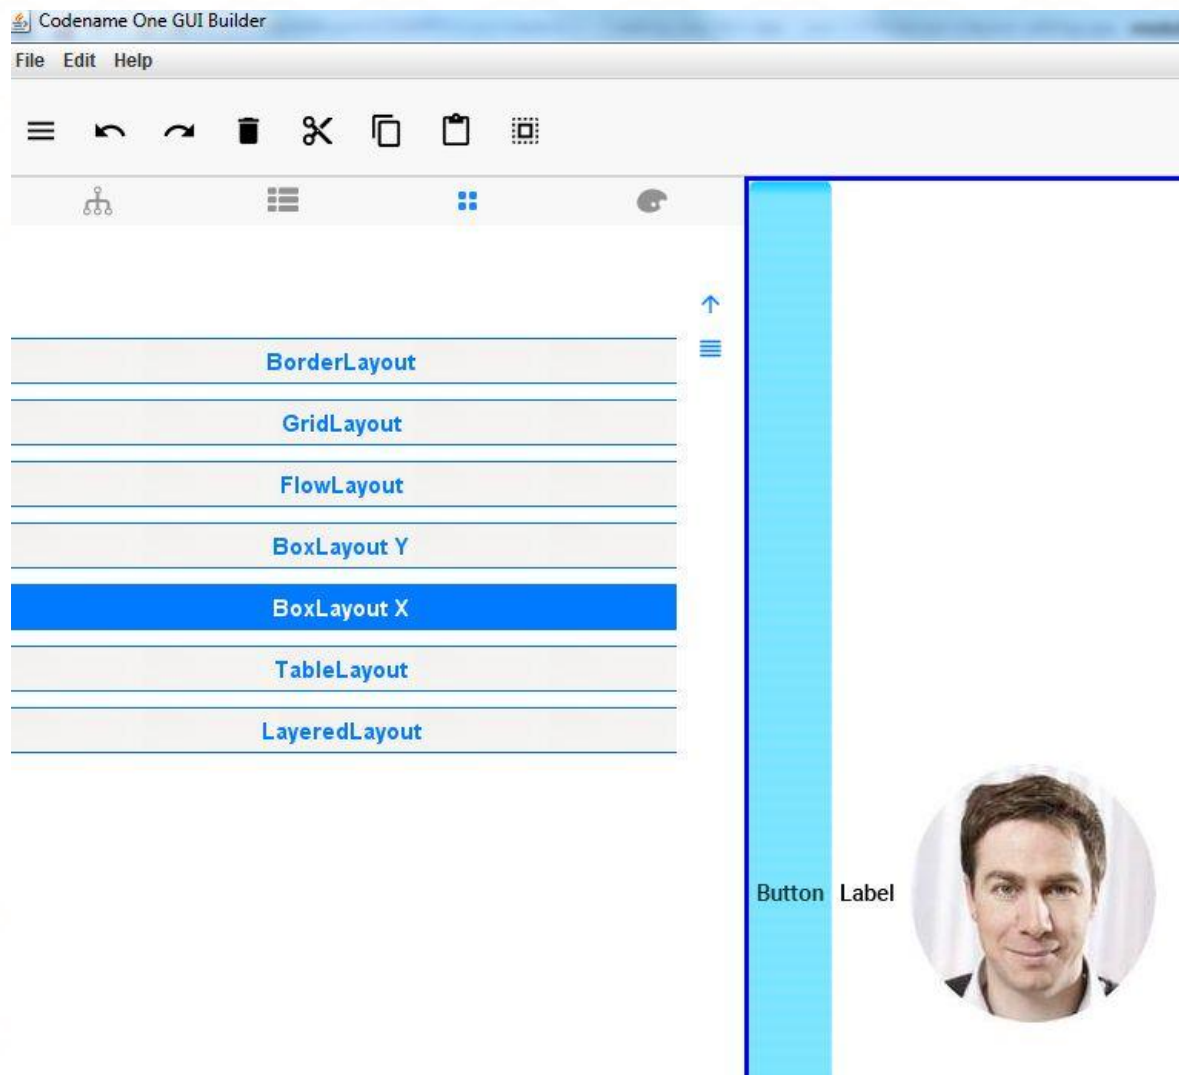 Codename One GUI Builder
File Edit Help
BorderLayout
GridLayout
FlowLayout
BoxLayout Y
BoxLayout X
TableLayout
LayeredLayout
Button Label